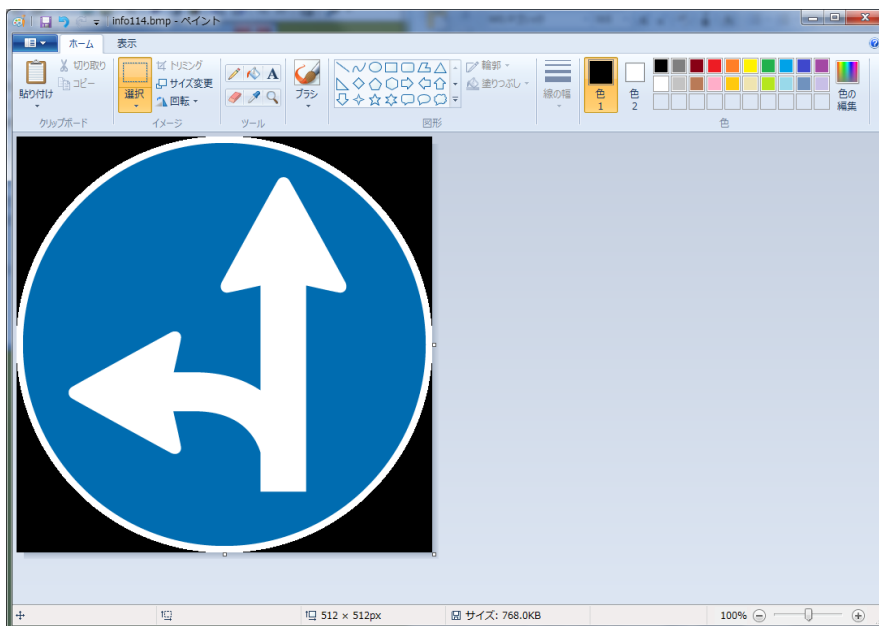 info114.bmp - ペイント
ホーム 表示
貼り付け
切り取り
コピー
クリップボード
選択
トリミング
サイズ変更
回転
イメージ
A
ツール
ブラシ
図形
輪郭
塗りつぶし
線の幅
色
1
色
2
色
色の
編集
512 × 512px
サイズ: 768.0KB
100%